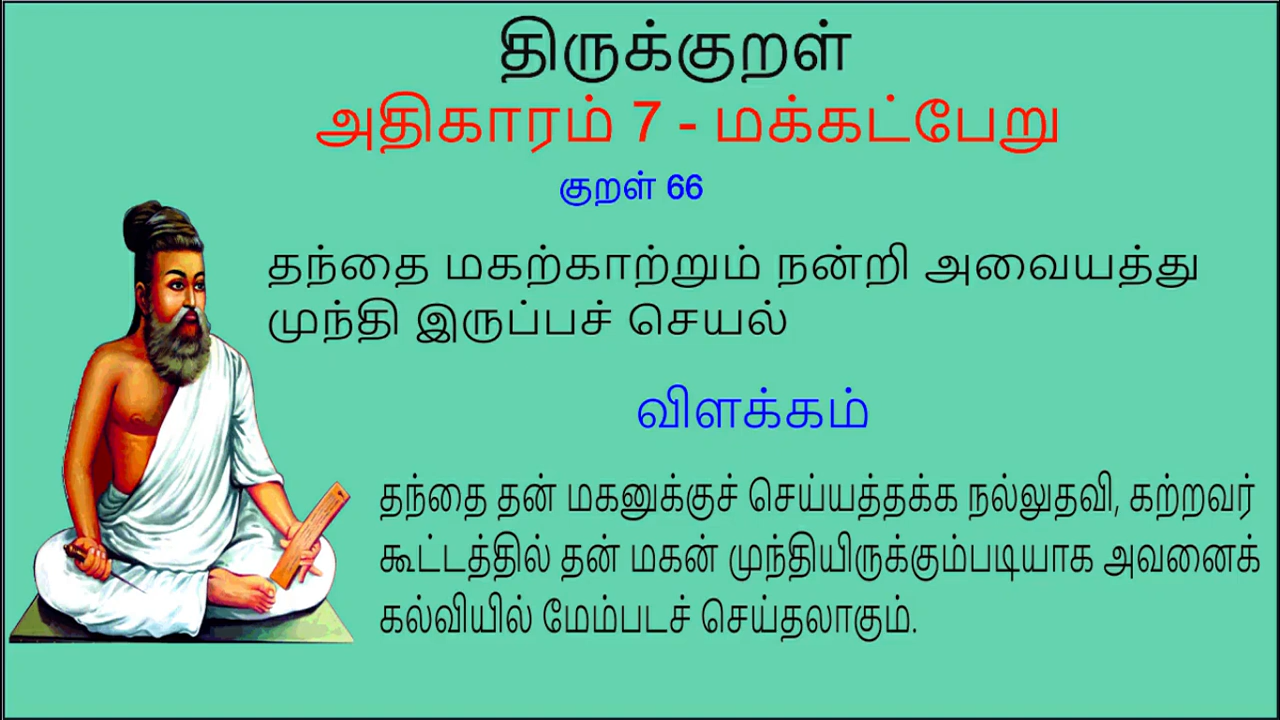 திருக்குறள்
அதிகாரம் 7 - மக்கட்பேறு
குறள் 66
தந்தை மகற்காற்றும் நன்றி அவையத்து
முந்தி இருப்பச் செயல்
விளக்கம்
தந்தை தன் மகனுக்குச் செய்யத்தக்க நல்லுதவி, கற்றவர்
கூட்டத்தில் தன் மகன் முந்தியிருக்கும்படியாக அவனைக்
கல்வியில் மேம்படச் செய்தலாகும்.